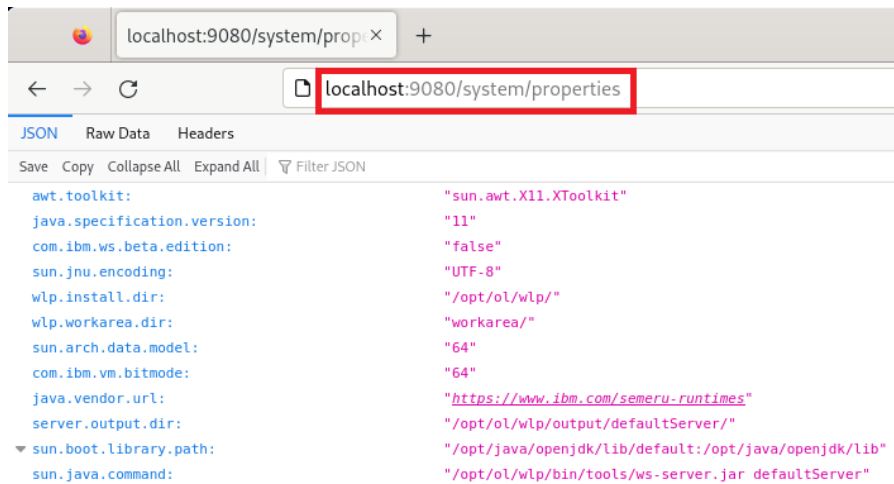 localhost:9080/system/prop
localhost:9080/system/properties
JSON Raw Data Headers
Save Copy Collapse All Expand All Filter JSON
awt.toolkit: "sun.awt.X11.XToolkit"
java.specification.version: "11"
com.ibm.ws.beta.edition: "false"
sun.jnu.encoding: "UTF-8"
wlp.install.dir: "/opt/ol/wlp/"
wlp.workarea.dir: "workarea/"
sun.arch.data.model: "64"
com.ibm.vm.bitmode: "64"
java.vendor.url: "https://www.ibm.com/semeru-runtimes"
server.output.dir: "/opt/ol/wlp/output/defaultServer/"
sun.boot.library.path: "/opt/java/openjdk/lib/default:/opt/java/openjdk/lib"
sun.java.command: "/opt/ol/wlp/bin/tools/ws-server.jar defaultServer"